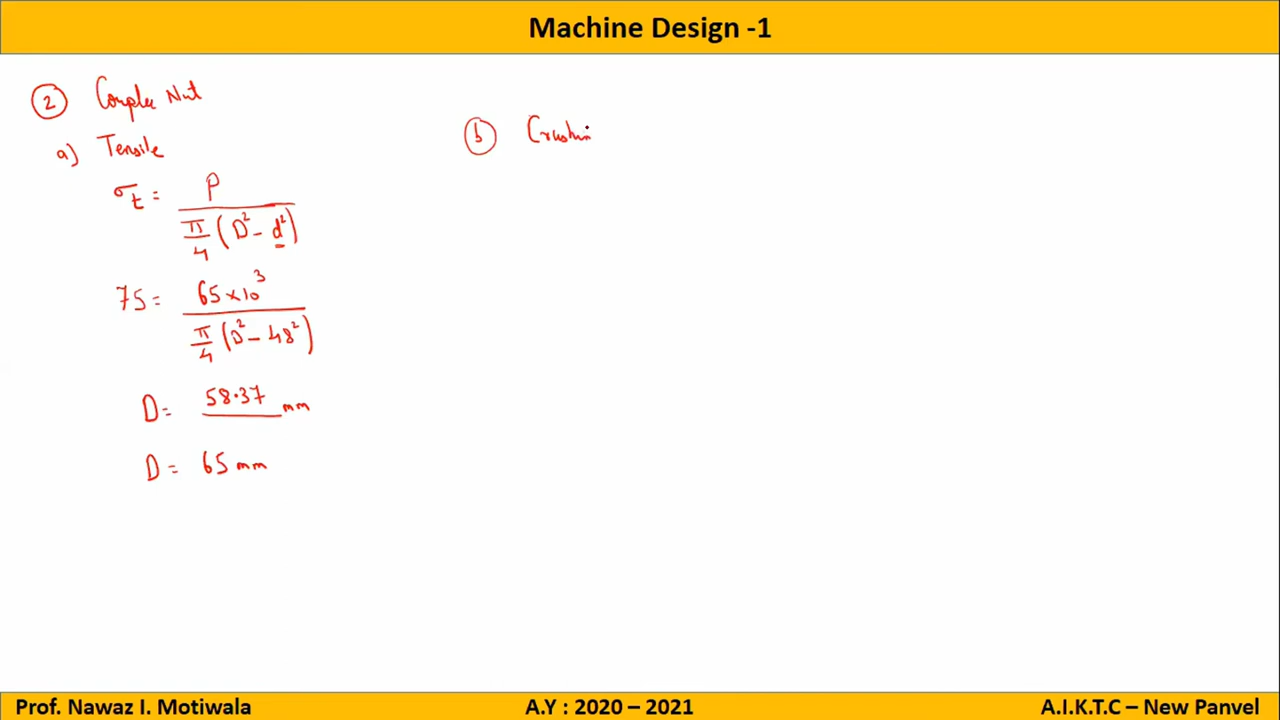 Machine Design -1
② Coupler Nut
a) Tensile
σt = P / π/4 (D² - d²)
75 = 65×10³ / π/4 (D² - 48²)
D = 58.37 mm
D = 65 mm
ⓑ Crushin
Prof. Nawaz I. Motiwala
A.Y : 2020 – 2021
A.I.K.T.C – New Panvel